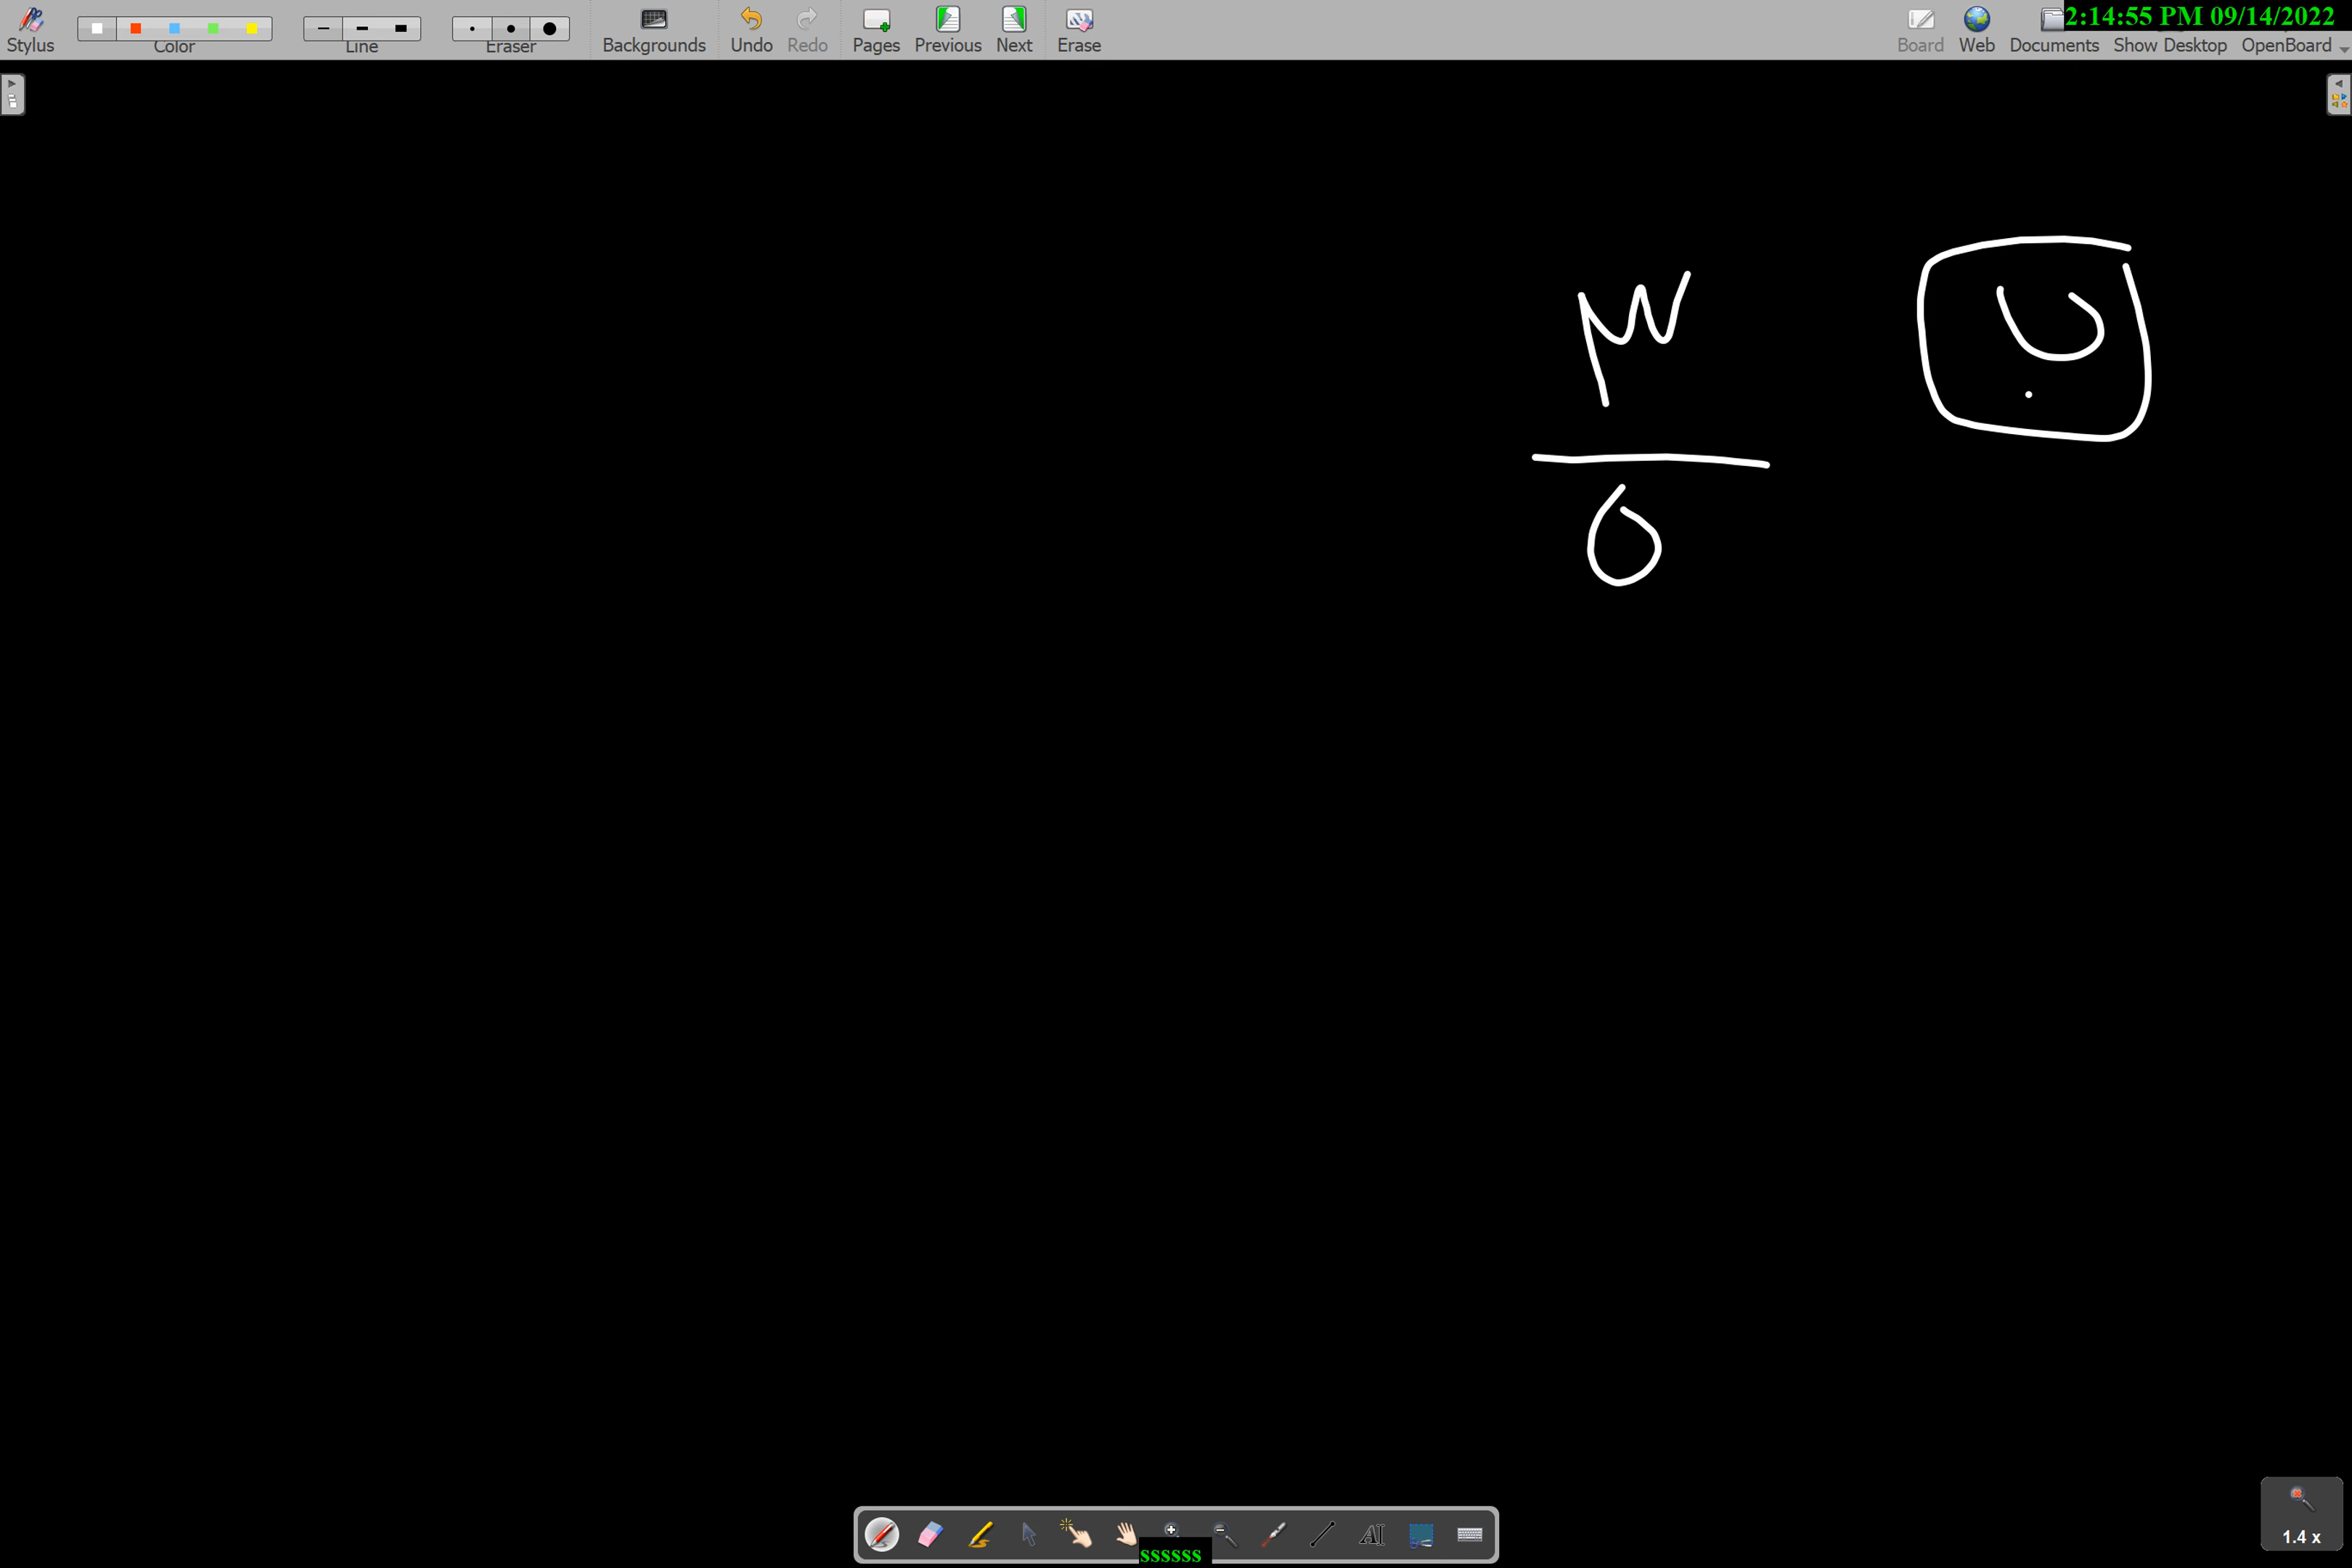 2:14:55 PM 09/14/2022
Stylus Color Line Eraser Backgrounds Undo Redo Pages Previous Next Erase Board Web Documents Show Desktop OpenBoard
ب ٣
٥
AI
ssssss
1.4 x